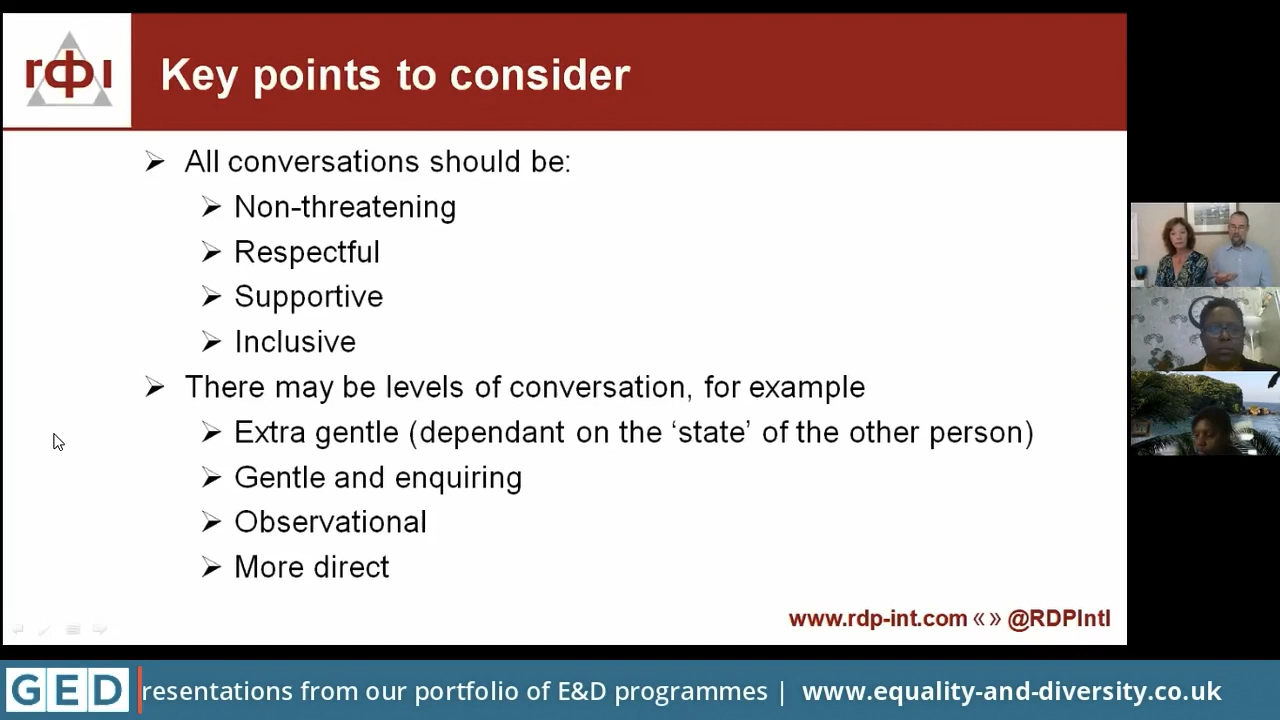 rφι
Key points to consider
All conversations should be:
Non-threatening
Respectful
Supportive
Inclusive
There may be levels of conversation, for example
Extra gentle (dependant on the ‘state’ of the other person)
Gentle and enquiring
Observational
More direct
www.rdp-int.com «» @RDPIntl
GED resentations from our portfolio of E&D programmes | www.equality-and-diversity.co.uk